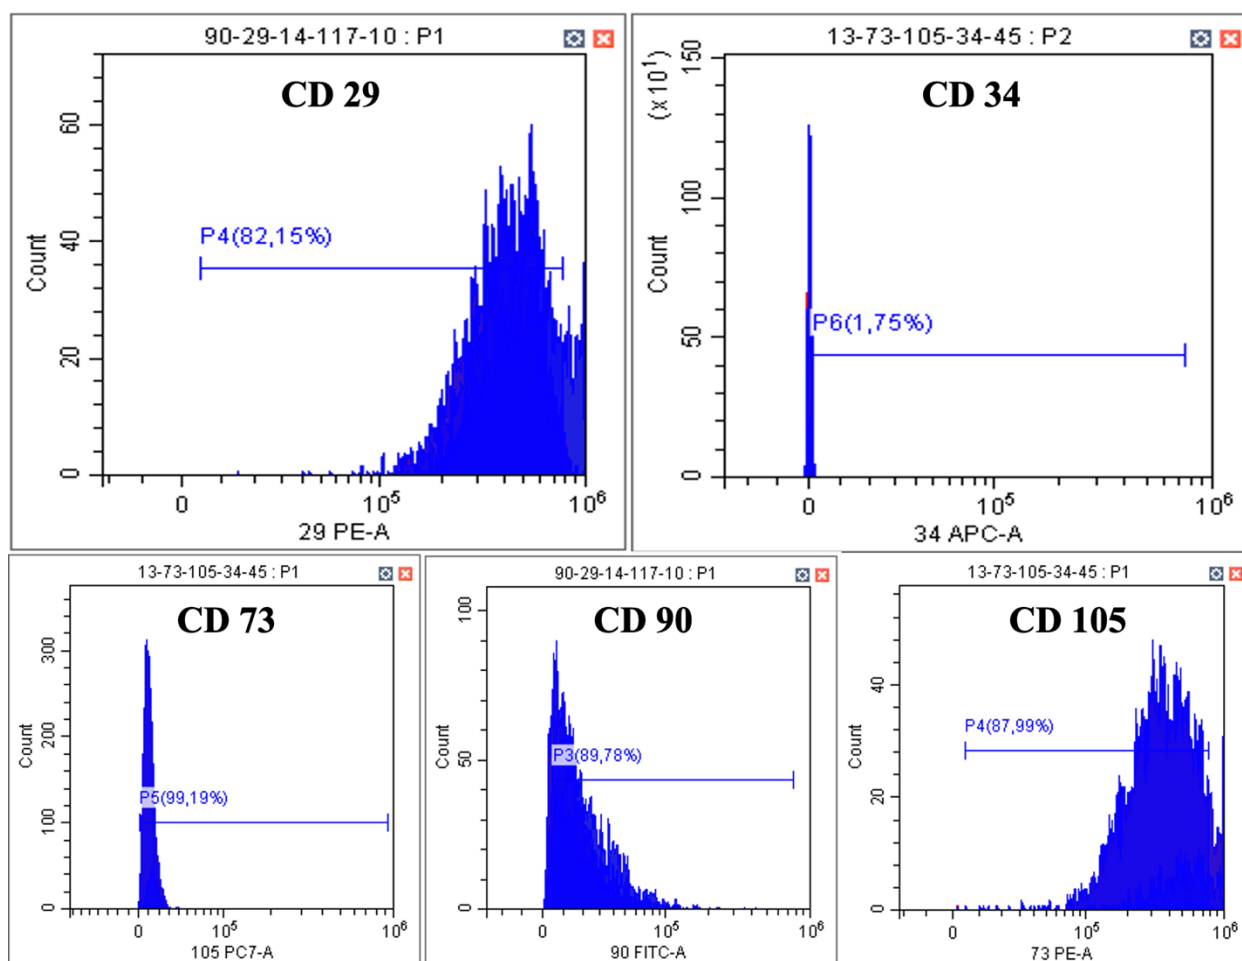 90-29-14-117-10 : P1
CD 29
P4(82,15%)
Count
60
40
20
0
0
10⁵
10⁶
29 PE-A
13-73-105-34-45 : P2
CD 34
(x 10¹)
Count
150
100
50
0
P6(1,75%)
0
10⁵
10⁶
34 APC-A
13-73-105-34-45 : P1
CD 73
Count
300
200
100
0
P5(99,19%)
0
10⁵
10⁶
105 PC7-A
90-29-14-117-10 : P1
CD 90
Count
100
50
0
P3(89,78%)
0
10⁵
10⁶
90 FITC-A
13-73-105-34-45 : P1
CD 105
Count
40
20
0
P4(87,99%)
0
10⁵
10⁶
73 PE-A